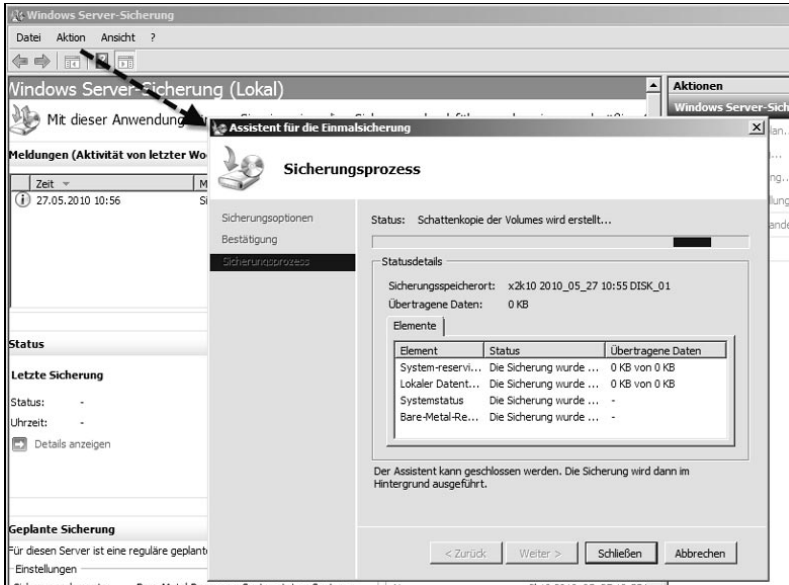 Windows Server-Sicherung
Datei Aktion Ansicht ?
Windows Server-Sicherung (Lokal)
Mit dieser Anwendung
Meldungen (Aktivität von letzter Wo
Zeit
27.05.2010 10:56
Status
Letzte Sicherung
Status: -
Uhrzeit: -
Details anzeigen
Geplante Sicherung
Für diesen Server ist eine reguläre geplant
Einstellungen
Aktionen
Windows Server-Sich
Assistent für die Einmalsicherung
Sicherungsprozess
Sicherungsoptionen
Bestätigung
Sicherungsprozess
Status: Schattenkopie der Volumes wird erstellt...
Statusdetails
Sicherungsspeicherort: x2k10 2010_05_27 10:55 DISK_01
Übertragene Daten: 0 KB
Elemente
Element Status Übertragene Daten
System-reservi... Die Sicherung wurde ... 0 KB von 0 KB
Lokaler Datent... Die Sicherung wurde ... 0 KB von 0 KB
Systemstatus Die Sicherung wurde ... -
Bare-Metal-Re... Die Sicherung wurde ... -
Der Assistent kann geschlossen werden. Die Sicherung wird dann im
Hintergrund ausgeführt.
< Zurück Weiter > Schließen Abbrechen